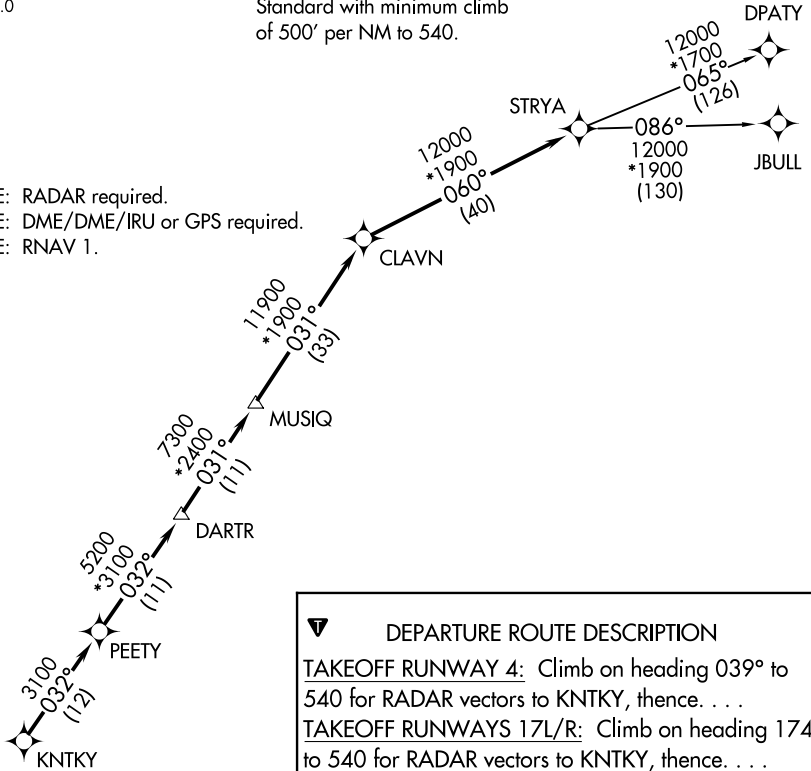 .0
Standard with minimum climb
of 500' per NM to 540.
DPATY
12000
*1700
065°
(126)
STRYA
086°
12000
*1900
(130)
JBULL
12000
*1900
060°
(40)
E: RADAR required.
E: DME/DME/IRU or GPS required.
E: RNAV 1.
CLAVN
11900
*1900
031°
(33)
MUSIQ
7300
*2400
031°
(11)
DARTR
5200
*3100
032°
(11)
PEETY
3100
032°
(12)
KNTKY
T
DEPARTURE ROUTE DESCRIPTION
TAKEOFF RUNWAY 4: Climb on heading 039° to
540 for RADAR vectors to KNTKY, thence. . . .
TAKEOFF RUNWAYS 17L/R: Climb on heading 174
to 540 for RADAR vectors to KNTKY, thence. . . .